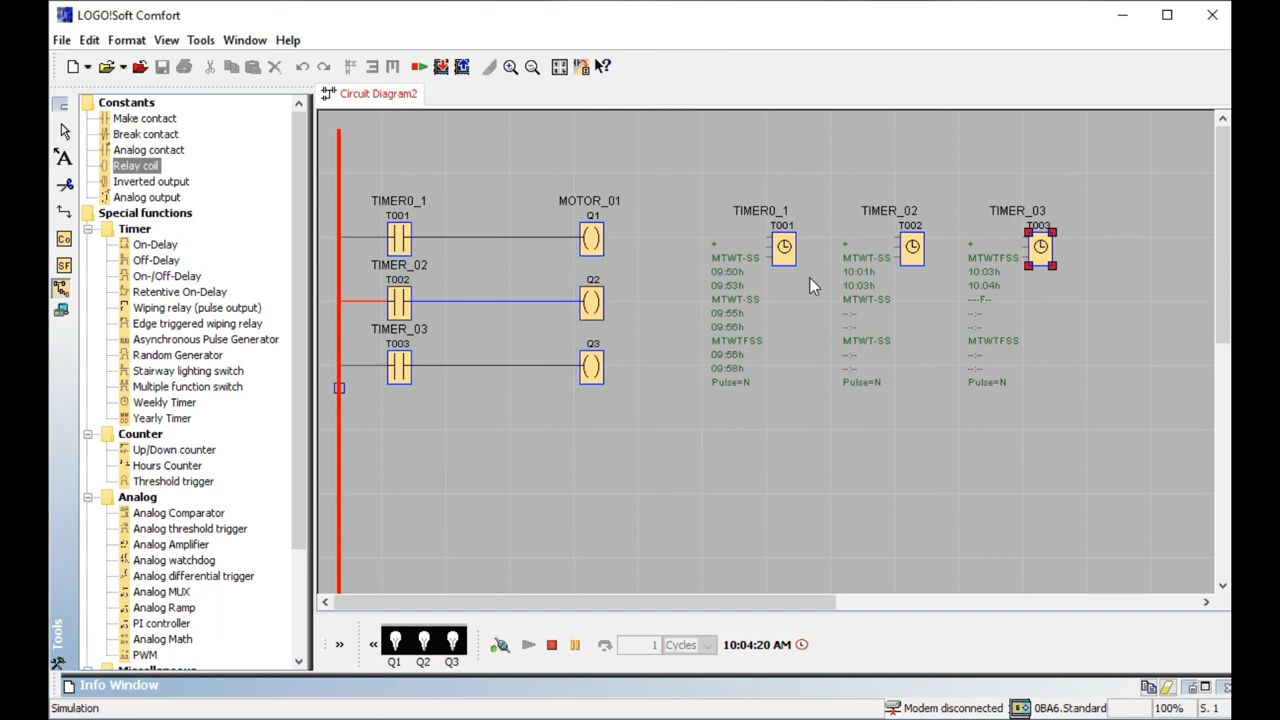 LOGO!Soft Comfort
File Edit Format View Tools Window Help
Circuit Diagram2
Constants
Make contact
Break contact
Analog contact
Relay coil
Inverted output
Analog output
Special functions
Timer
On-Delay
Off-Delay
On-/Off-Delay
Retentive On-Delay
Wiping relay (pulse output)
Edge triggered wiping relay
Asynchronous Pulse Generator
Random Generator
Stairway lighting switch
Multiple function switch
Weekly Timer
Yearly Timer
Counter
Up/Down counter
Hours Counter
Threshold trigger
Analog
Analog Comparator
Analog threshold trigger
Analog Amplifier
Analog watchdog
Analog differential trigger
Analog MUX
Analog Ramp
PI controller
Analog Math
PWM
Co
SF
Tools
TIMER0_1 MOTOR_01
T001 Q1
TIMER_02
T002 Q2
TIMER_03
T003 Q3
TIMER0_1
T001
+
MTWT-SS
09:50h
09:53h
MTWT-SS
09:55h
09:56h
MTWTFSS
09:56h
09:58h
Pulse=N
TIMER_02
T002
+
MTWT-SS
10:01h
10:03h
MTWT-SS
--:--
--:--
MTWT-SS
--:--
--:--
Pulse=N
TIMER_03
T003
+
MTWTFSS
10:03h
10:04h
----F--
--:--
--:--
MTWTFSS
--:--
--:--
Pulse=N
» « Q1 Q2 Q3 1 Cycles 10:04:20 AM
Info Window
Simulation Modem disconnected 0BA6.Standard 100% S. 1